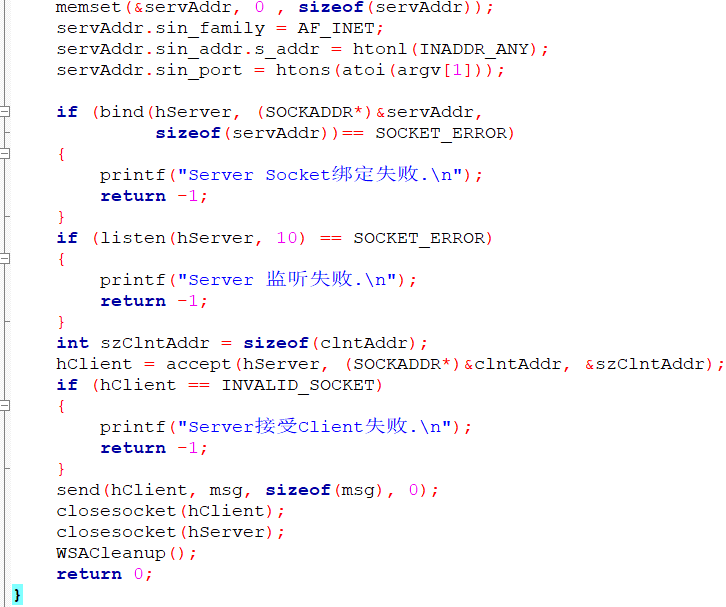 memset(&servAddr, 0 , sizeof(servAddr));
servAddr.sin_family = AF_INET;
servAddr.sin_addr.s_addr = htonl(INADDR_ANY);
servAddr.sin_port = htons(atoi(argv[1]));

if (bind(hServer, (SOCKADDR*)&servAddr,
         sizeof(servAddr))== SOCKET_ERROR)
{
    printf("Server Socket绑定失败.\n");
    return -1;
}
if (listen(hServer, 10) == SOCKET_ERROR)
{
    printf("Server 监听失败.\n");
    return -1;
}
int szClntAddr = sizeof(clntAddr);
hClient = accept(hServer, (SOCKADDR*)&clntAddr, &szClntAddr);
if (hClient == INVALID_SOCKET)
{
    printf("Server接受Client失败.\n");
    return -1;
}
send(hClient, msg, sizeof(msg), 0);
closesocket(hClient);
closesocket(hServer);
WSACleanup();
return 0;
}